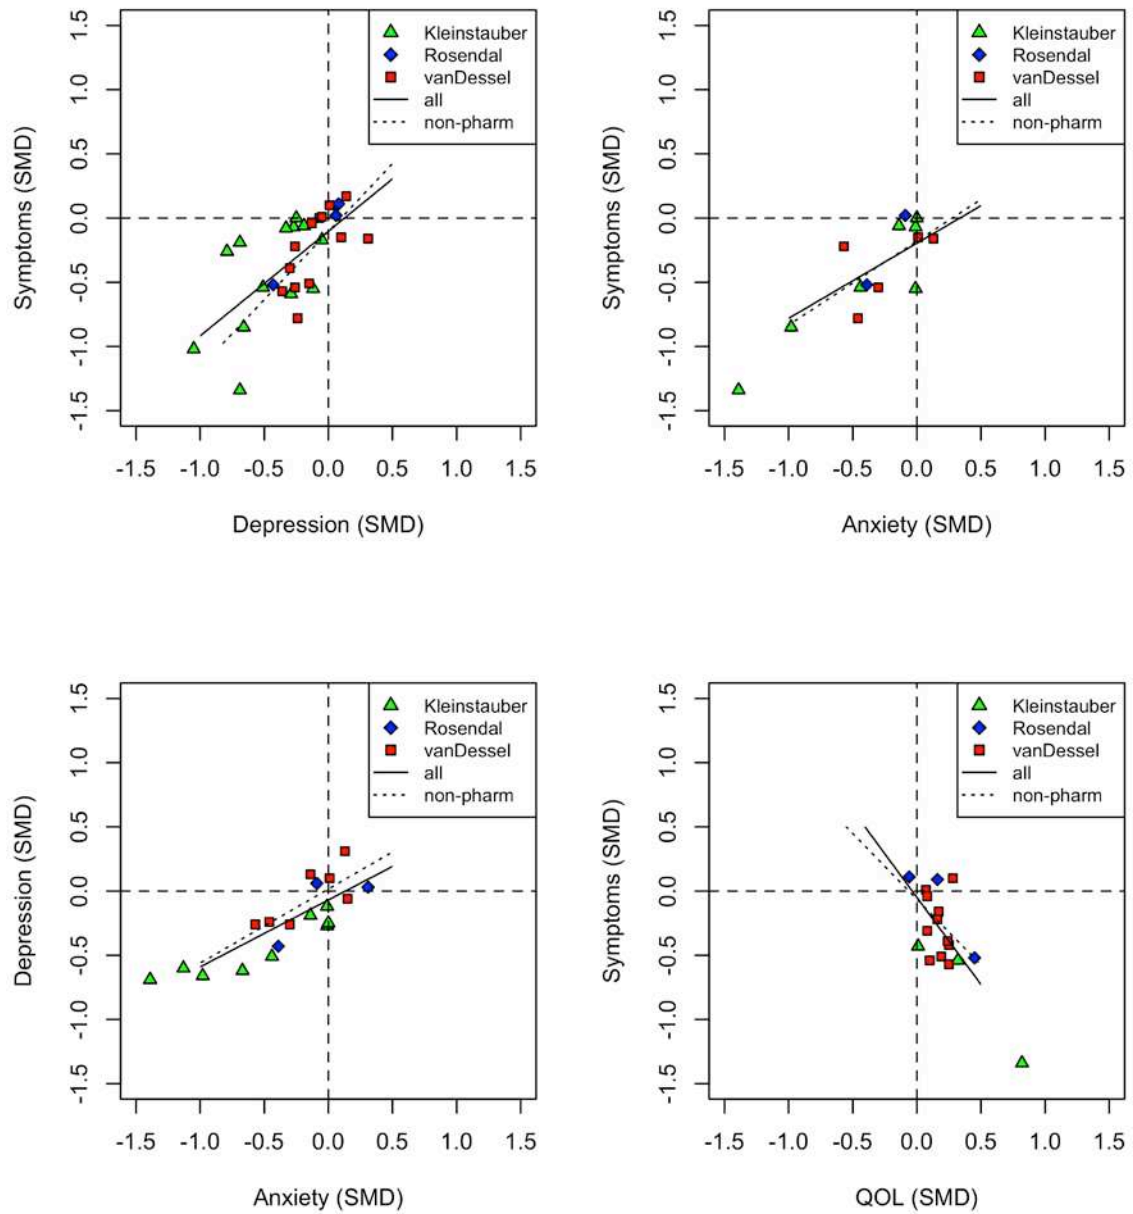 Kleinstauber
Rosendal
vanDessel
all
non-pharm
Symptoms (SMD)
1.5
1.0
0.5
0.0
-0.5
-1.0
-1.5
-1.5 -1.0 -0.5 0.0 0.5 1.0 1.5
Depression (SMD)
Kleinstauber
Rosendal
vanDessel
all
non-pharm
Symptoms (SMD)
1.5
1.0
0.5
0.0
-0.5
-1.0
-1.5
-1.5 -1.0 -0.5 0.0 0.5 1.0 1.5
Anxiety (SMD)
Kleinstauber
Rosendal
vanDessel
all
non-pharm
Depression (SMD)
1.5
1.0
0.5
0.0
-0.5
-1.0
-1.5
-1.5 -1.0 -0.5 0.0 0.5 1.0 1.5
Anxiety (SMD)
Kleinstauber
Rosendal
vanDessel
all
non-pharm
Symptoms (SMD)
1.5
1.0
0.5
0.0
-0.5
-1.0
-1.5
-1.5 -1.0 -0.5 0.0 0.5 1.0 1.5
QOL (SMD)